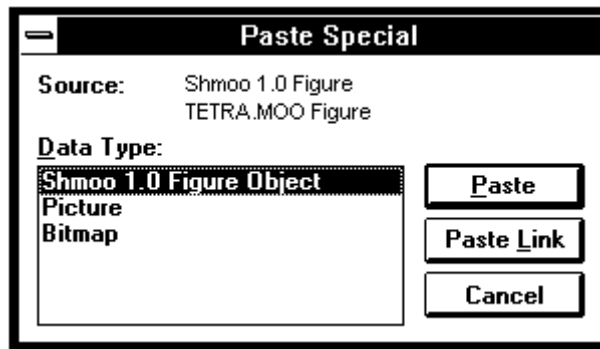 Paste Special
Source: Shmoo 1.0 Figure
TETRA.MOO Figure
Data Type:
Shmoo 1.0 Figure Object
Picture
Bitmap
Paste
Paste Link
Cancel